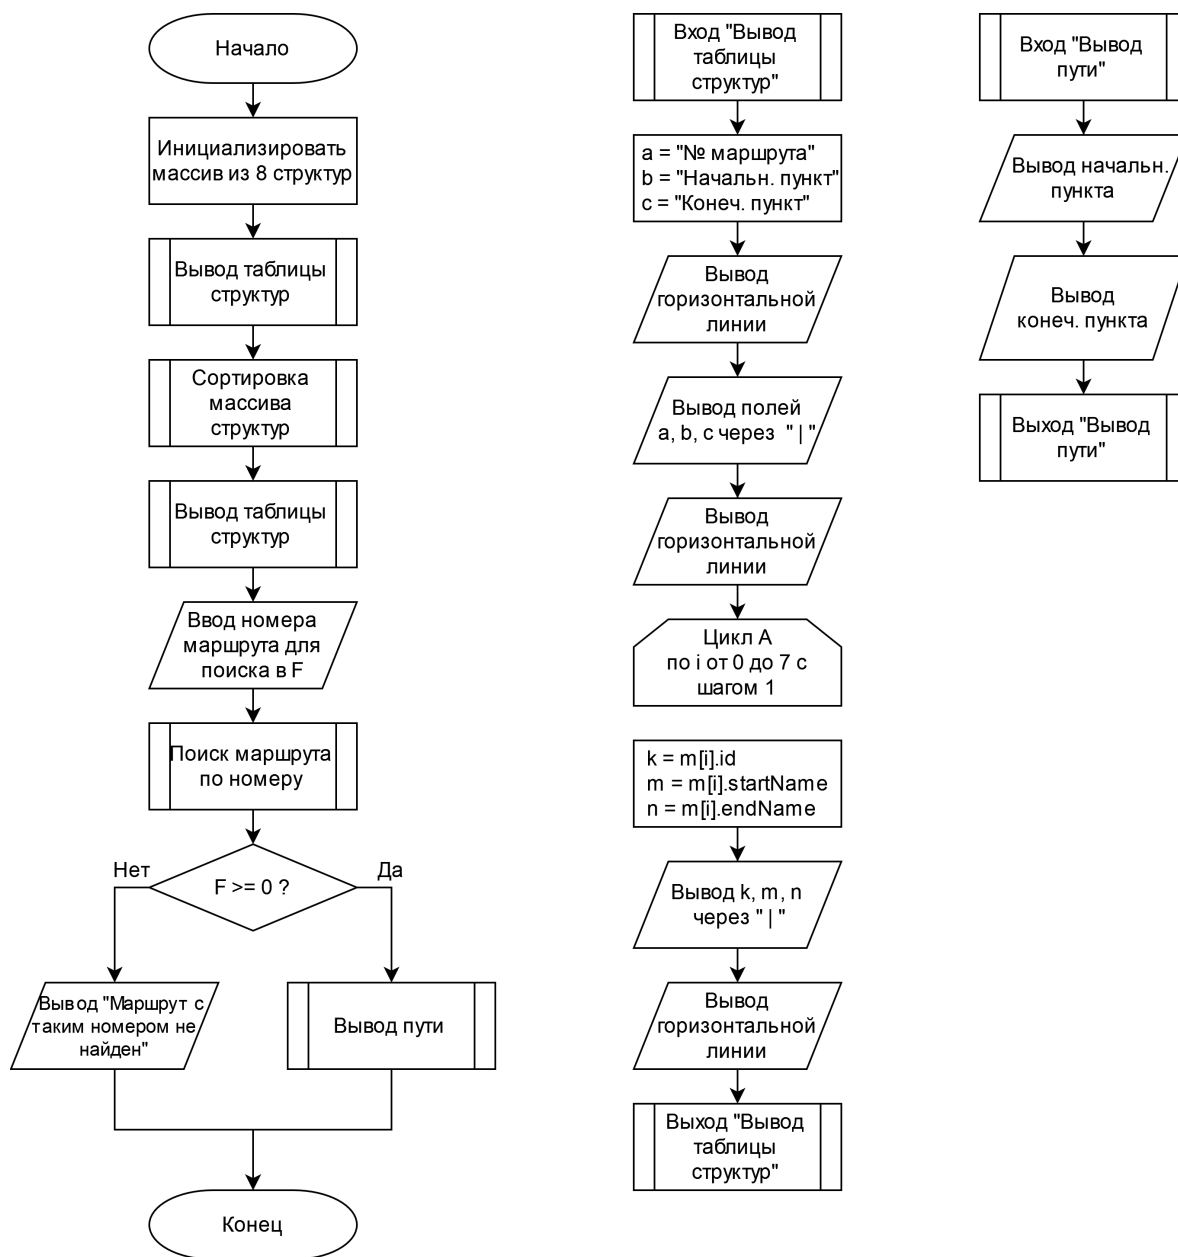 Начало
Инициализировать
массив из 8 структур
Вывод таблицы
структур
Сортировка
массива
структур
Вывод таблицы
структур
Ввод номера
маршрута для
поиска в F
Поиск маршрута
по номеру
F >= 0 ?
Нет
Да
Вывод "Маршрут с
таким номером не
найден"
Вывод пути
Конец
Вход "Вывод
таблицы
структур"
a = "№ маршрута"
b = "Начальн. пункт"
c = "Конеч. пункт"
Вывод
горизонтальной
линии
Вывод полей
a, b, c через " | "
Вывод
горизонтальной
линии
Цикл A
по i от 0 до 7 с
шагом 1
k = m[i].id
m = m[i].startName
n = m[i].endName
Вывод k, m, n
через " | "
Вывод
горизонтальной
линии
Выход "Вывод
таблицы
структур"
Вход "Вывод
пути"
Вывод начальн.
пункта
Вывод
конеч. пункта
Выход "Вывод
пути"